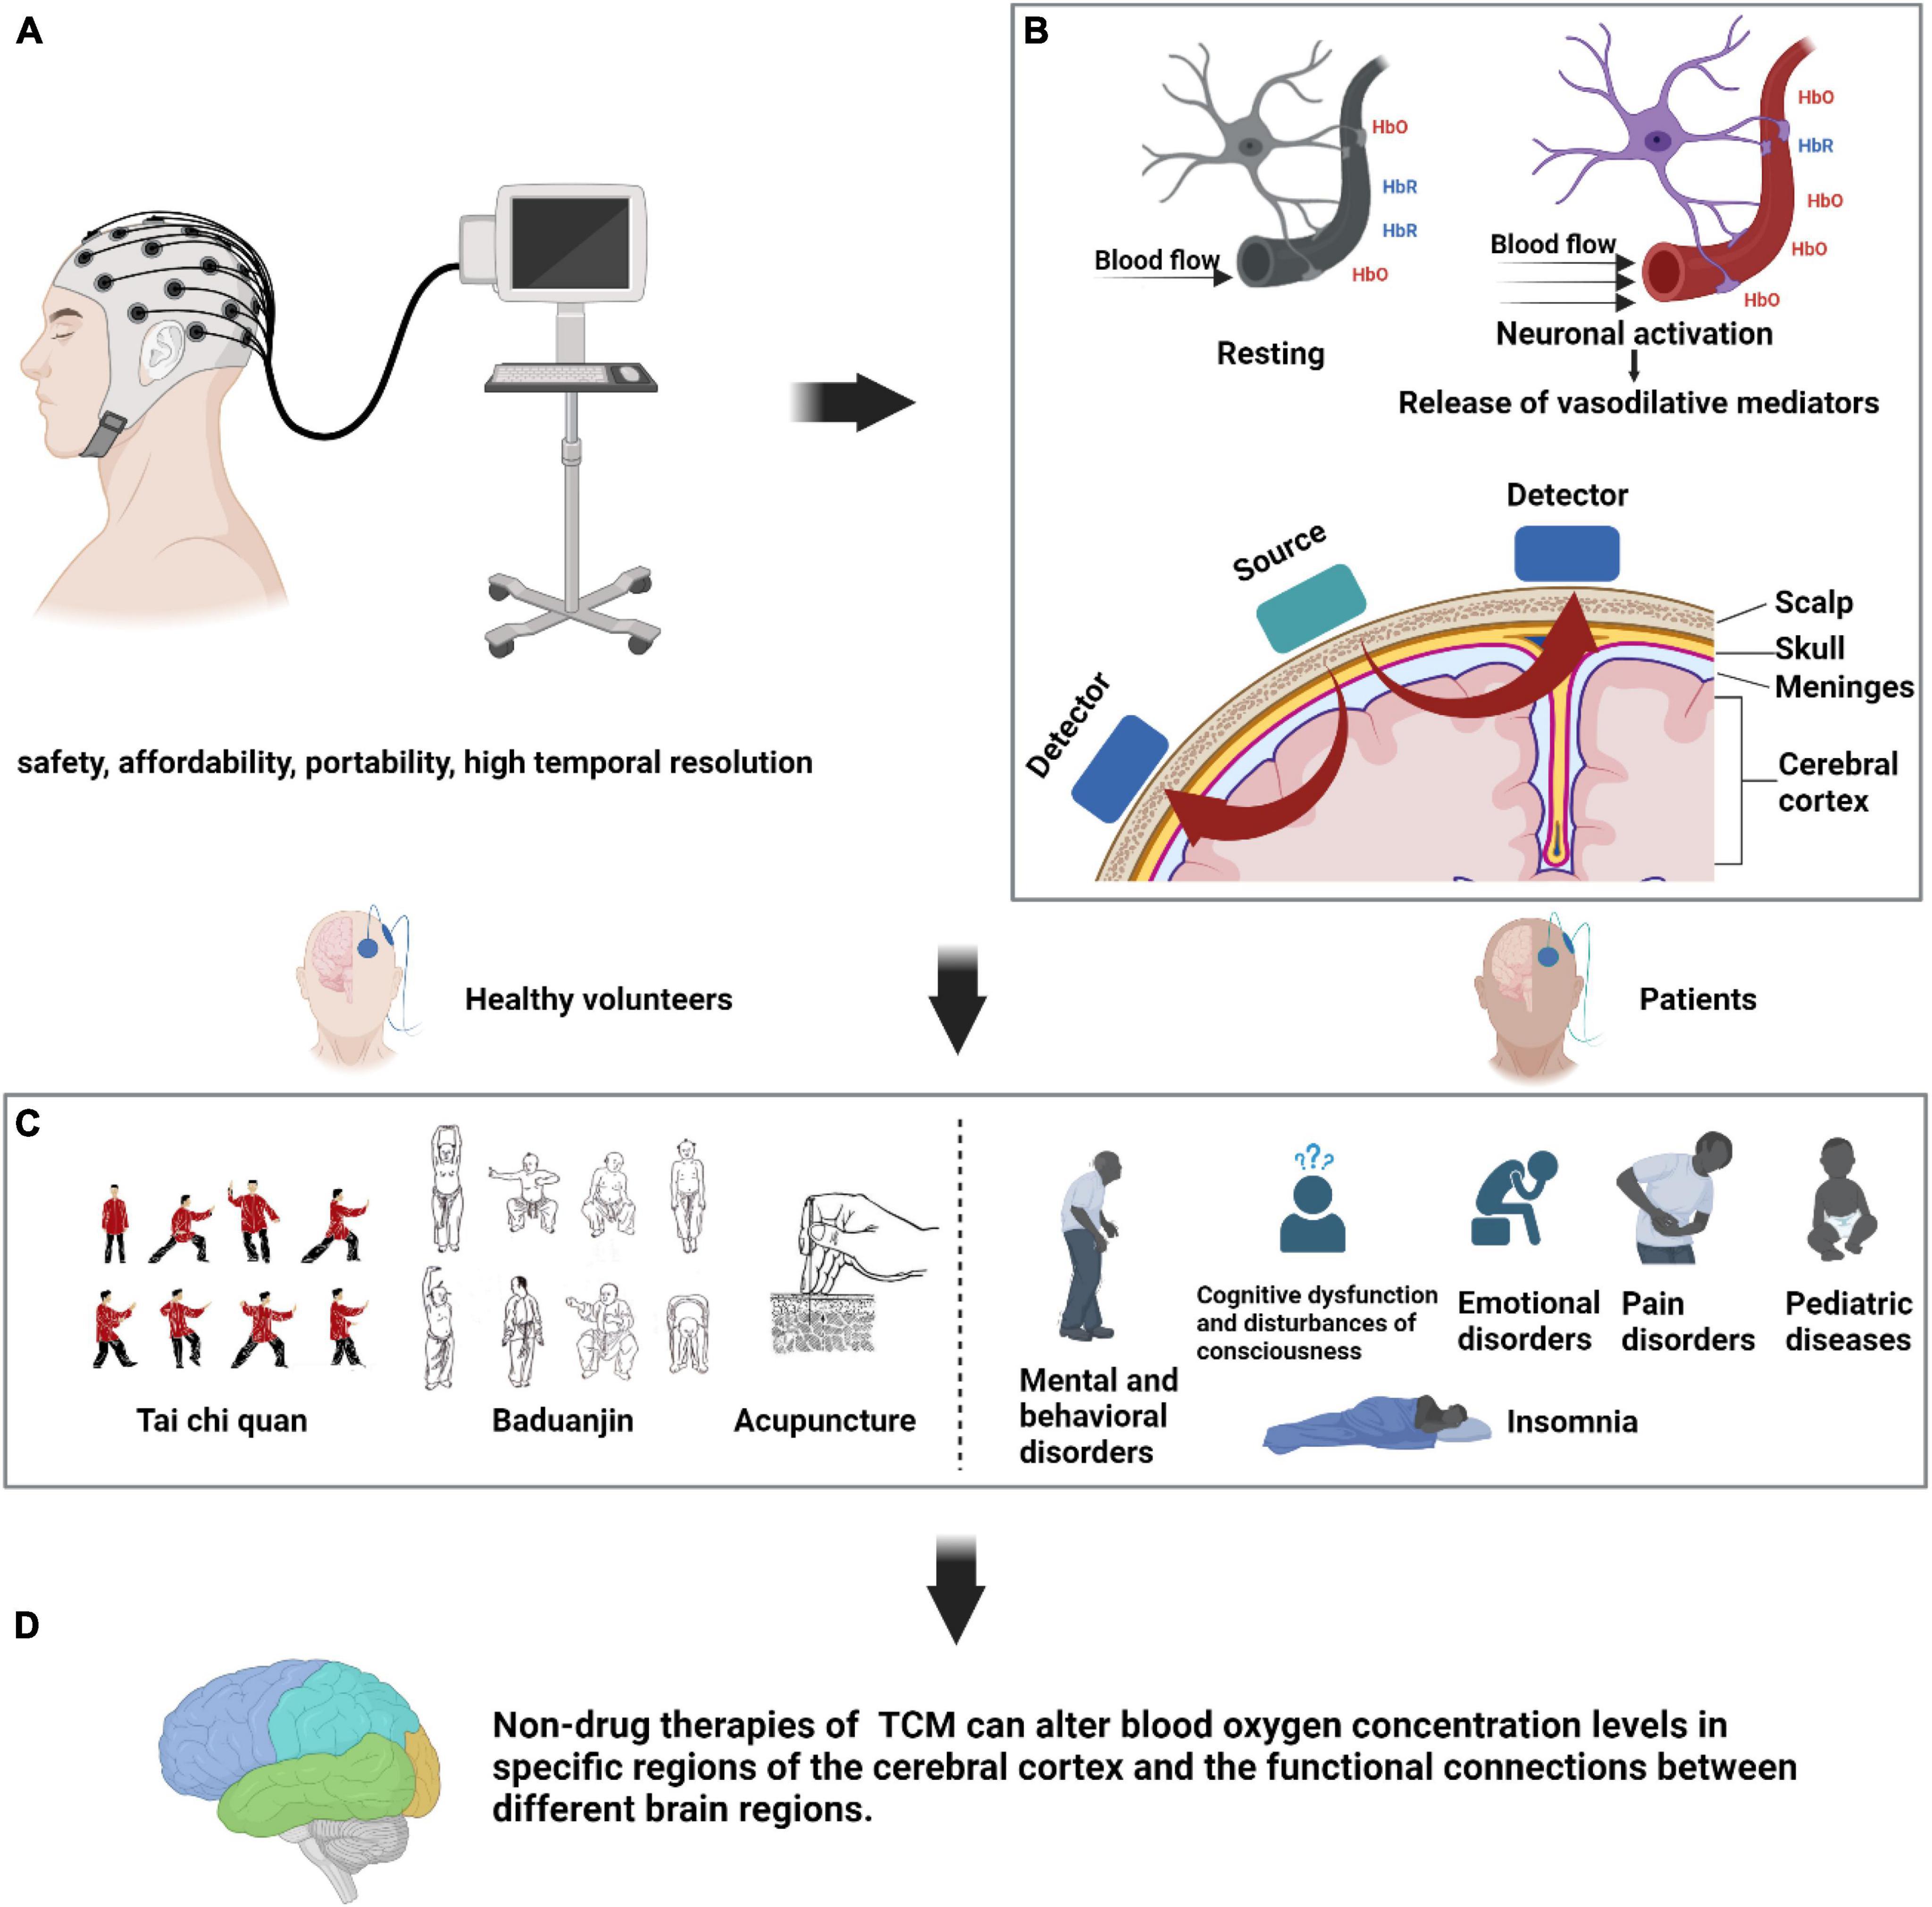 A
safety, affordability, portability, high temporal resolution
B
HbO
HbR
HbR
HbO
Blood flow
Resting
HbO
HbR
HbO
HbO
HbO
Blood flow
Neuronal activation
Release of vasodilative mediators
Detector
Source
Detector
Scalp
Skull
Meninges
Cerebral
cortex
Healthy volunteers
Patients
C
Tai chi quan
Baduanjin
Acupuncture
Mental and
behavioral
disorders
???
Cognitive dysfunction
and disturbances of
consciousness
Emotional
disorders
Pain
disorders
Pediatric
diseases
Insomnia
D
Non-drug therapies of TCM can alter blood oxygen concentration levels in
specific regions of the cerebral cortex and the functional connections between
different brain regions.